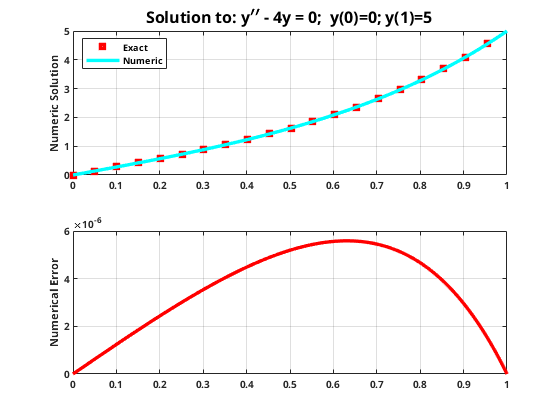 Solution to: y′′ - 4y = 0;  y(0)=0; y(1)=5
5
4
3
2
1
0
Numeric Solution
Exact
Numeric
0 0.1 0.2 0.3 0.4 0.5 0.6 0.7 0.8 0.9 1
×10⁻⁶
6
4
2
0
Numerical Error
0 0.1 0.2 0.3 0.4 0.5 0.6 0.7 0.8 0.9 1